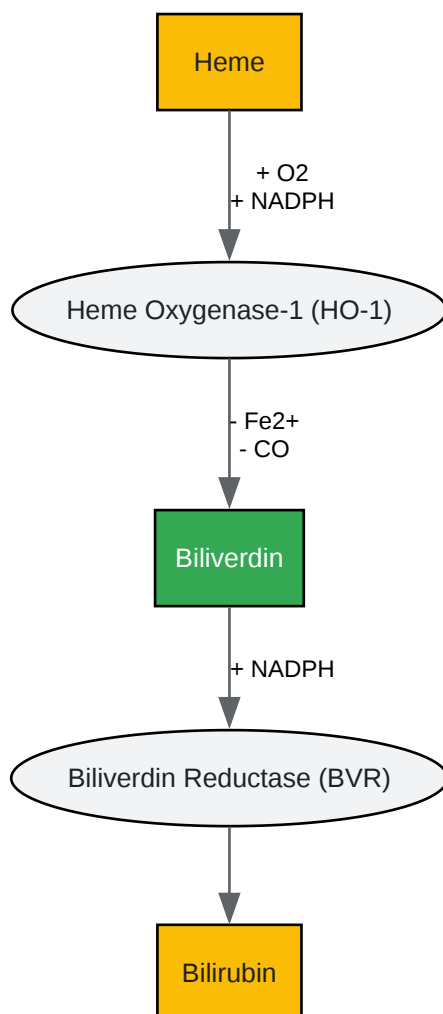 Heme
+ O2
+ NADPH
Heme Oxygenase-1 (HO-1)
- Fe2+
- CO
Biliverdin
+ NADPH
Biliverdin Reductase (BVR)
Bilirubin